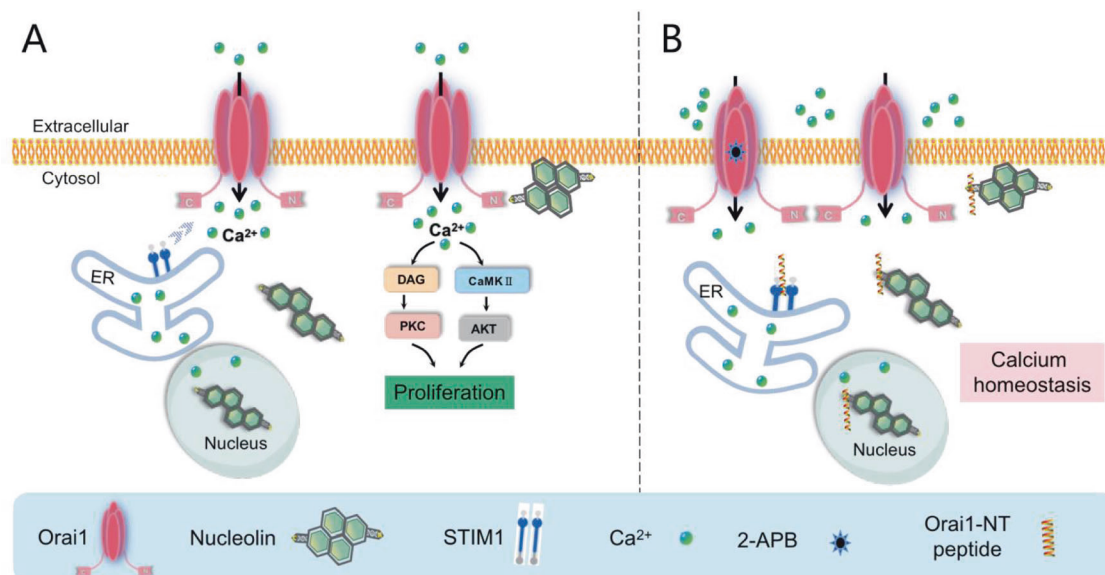 A
Extracellular
Cytosol
C
N
C
N
Ca²⁺
Ca²⁺
ER
DAG
CaMK II
PKC
AKT
Proliferation
Nucleus
B
C
N
C
N
ER
Calcium
homeostasis
Nucleus
Orai1
C
N
Nucleolin
STIM1
Ca²⁺
2-APB
Orai1-NT
peptide